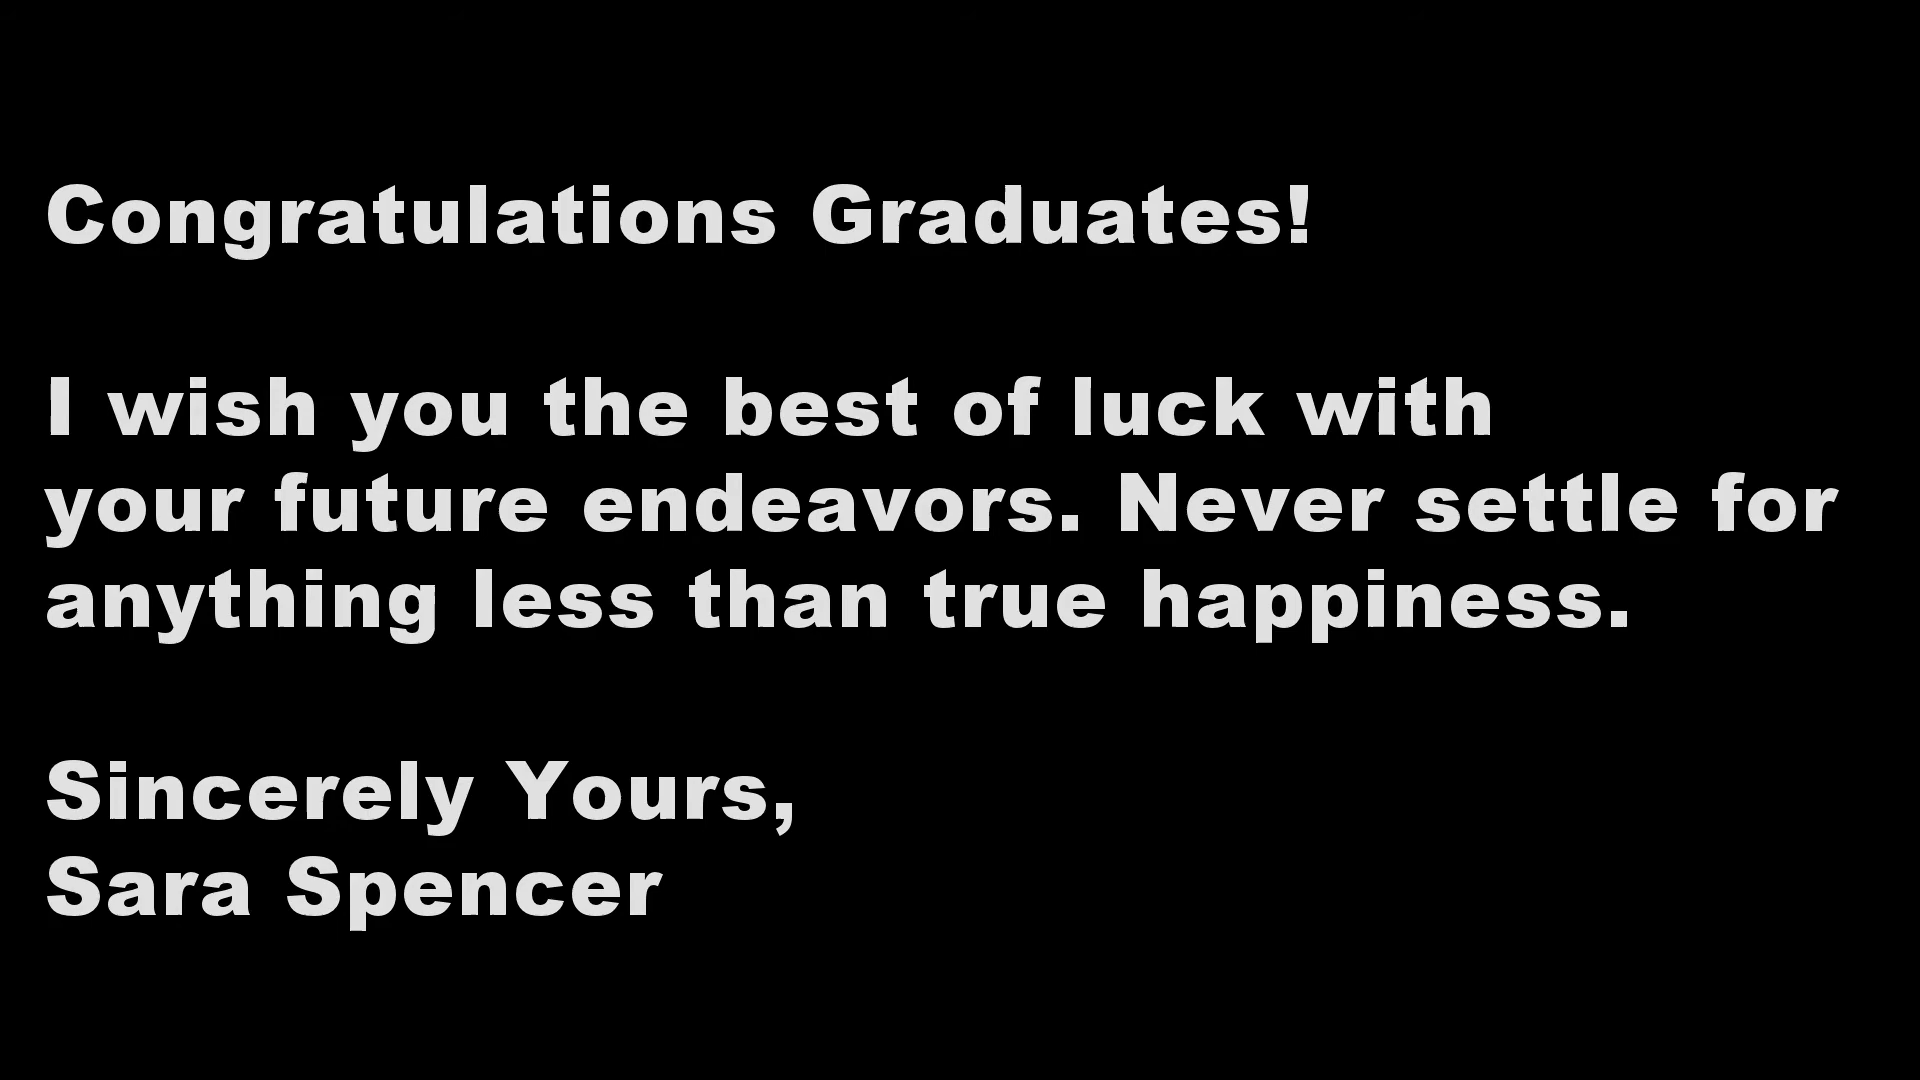 Congratulations Graduates!
I wish you the best of luck with
your future endeavors. Never settle for
anything less than true happiness.
Sincerely Yours,
Sara Spencer